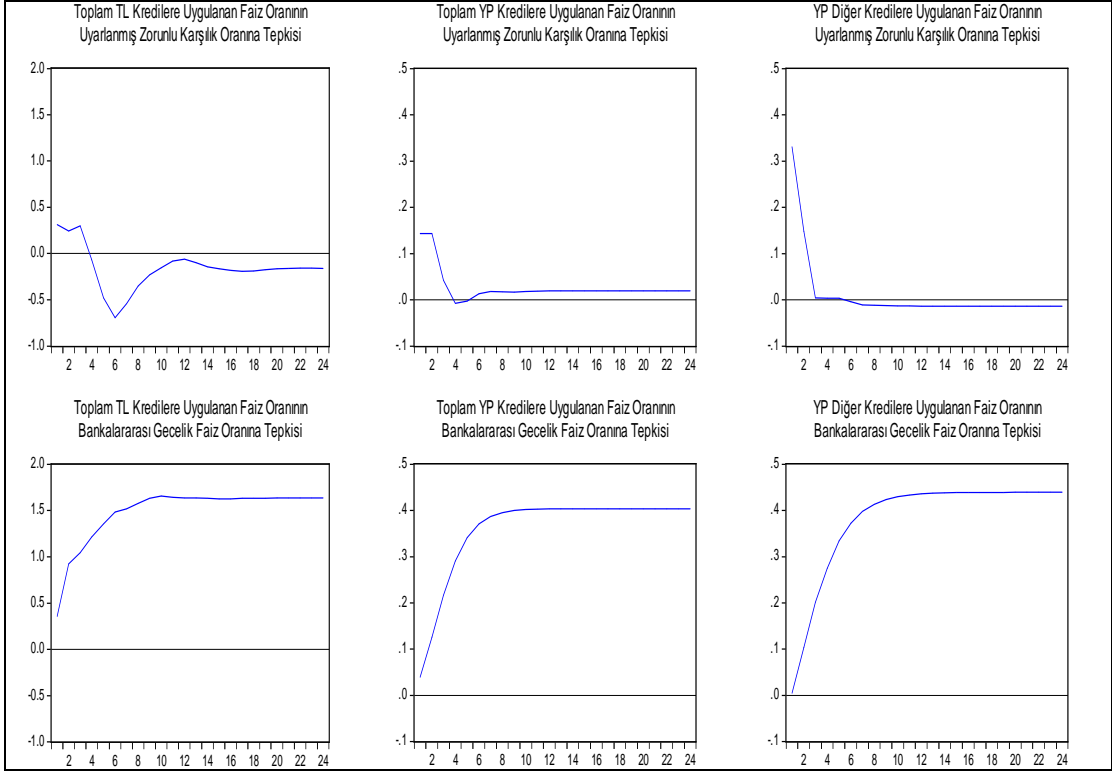 Toplam TL Kredilere Uygulanan Faiz Oranının
Uyarlanmış Zorunlu Karşılık Oranına Tepkisi
2.0
1.5
1.0
0.5
0.0
-0.5
-1.0
2 4 6 8 10 12 14 16 18 20 22 24
Toplam YP Kredilere Uygulanan Faiz Oranının
Uyarlanmış Zorunlu Karşılık Oranına Tepkisi
.5
.4
.3
.2
.1
.0
-.1
2 4 6 8 10 12 14 16 18 20 22 24
YP Diğer Kredilere Uygulanan Faiz Oranının
Uyarlanmış Zorunlu Karşılık Oranına Tepkisi
.5
.4
.3
.2
.1
.0
-.1
2 4 6 8 10 12 14 16 18 20 22 24
Toplam TL Kredilere Uygulanan Faiz Oranının
Bankalararası Gecelik Faiz Oranına Tepkisi
2.0
1.5
1.0
0.5
0.0
-0.5
-1.0
2 4 6 8 10 12 14 16 18 20 22 24
Toplam YP Kredilere Uygulanan Faiz Oranının
Bankalararası Gecelik Faiz Oranına Tepkisi
.5
.4
.3
.2
.1
.0
-.1
2 4 6 8 10 12 14 16 18 20 22 24
YP Diğer Kredilere Uygulanan Faiz Oranının
Bankalararası Gecelik Faiz Oranına Tepkisi
.5
.4
.3
.2
.1
.0
-.1
2 4 6 8 10 12 14 16 18 20 22 24